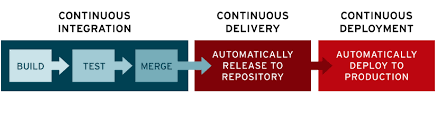 CONTINUOUS
INTEGRATION
CONTINUOUS
DELIVERY
CONTINUOUS
DEPLOYMENT
BUILD
TEST
MERGE
AUTOMATICALLY
RELEASE TO
REPOSITORY
AUTOMATICALLY
DEPLOY TO
PRODUCTION